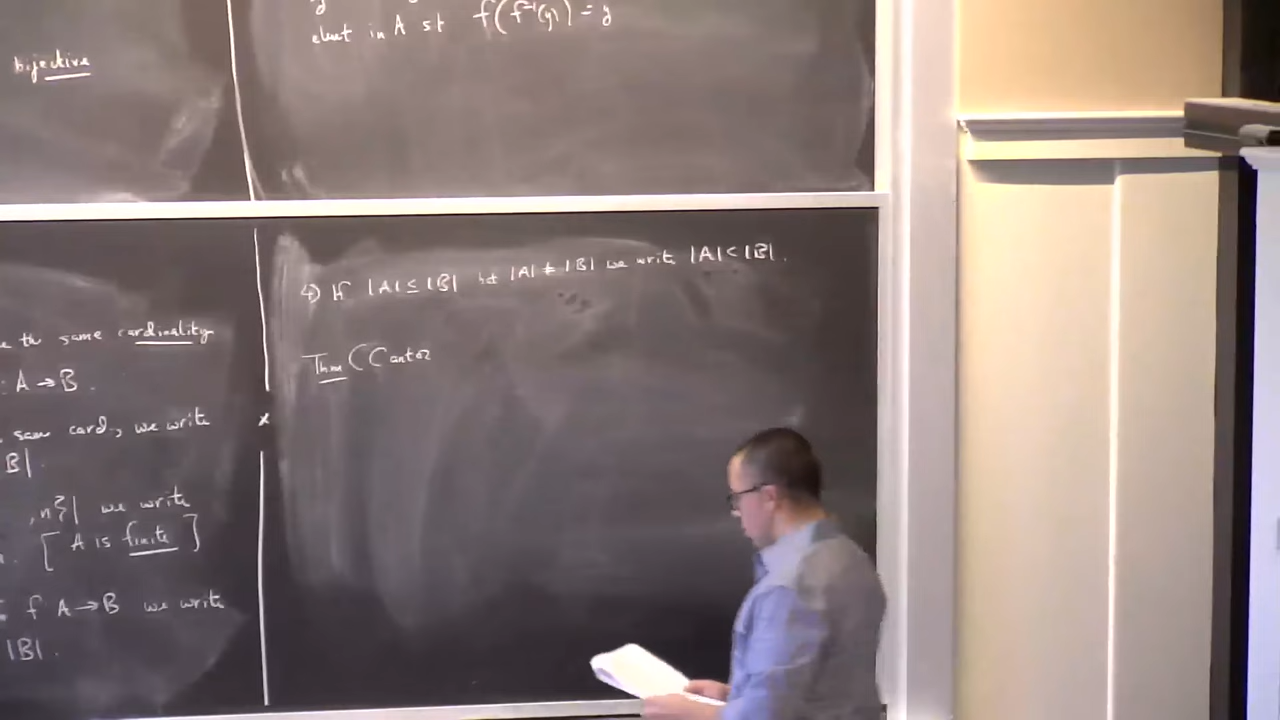 bijective
elmt in A st f(f⁻¹(y)) = y
e th same cardinality
: A → B .
same card, we write
B| .
, n}| we write
[ A is finite ]
f A → B we write
|B| .
4) If |A| ≤ |B| but |A| ≠ |B| we write |A| < |B| .
Thm (Cantor